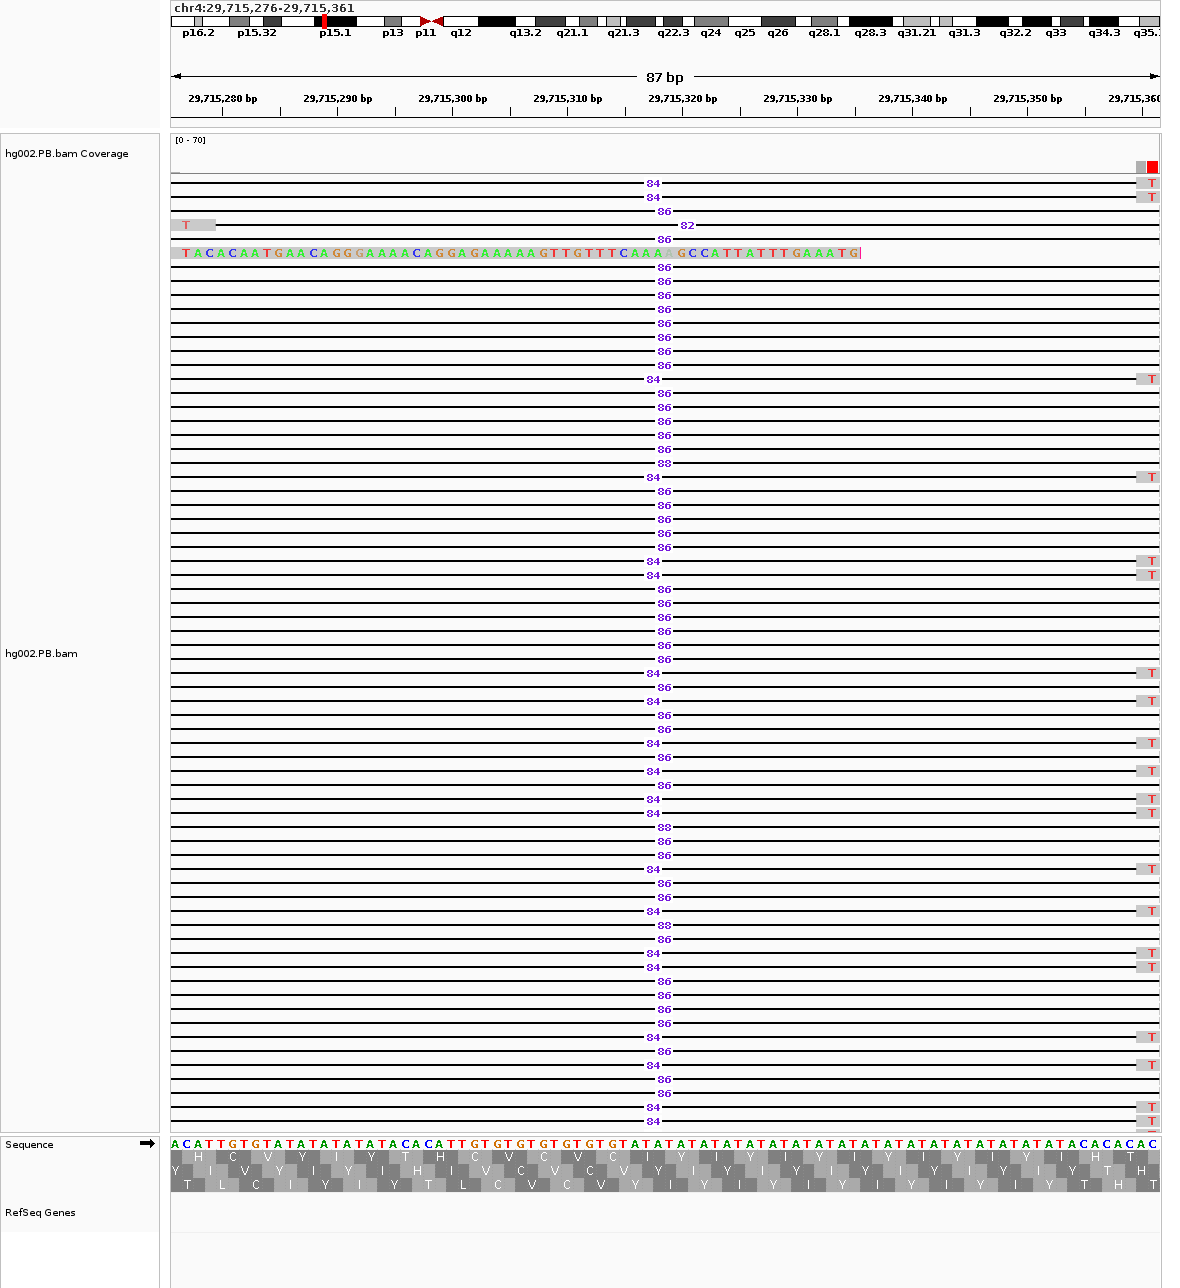 chr4:29,715,276-29,715,361
p16.2 p15.32 p15.1 p13 p11 q12 q13.2 q21.1 q21.3 q22.3 q24 q25 q26 q28.1 q28.3 q31.21 q31.3 q32.2 q33 q34.3 q35.
87 bp
29,715,280 bp 29,715,290 bp 29,715,300 bp 29,715,310 bp 29,715,320 bp 29,715,330 bp 29,715,340 bp 29,715,350 bp 29,715,360
[0 - 70]
hg002.PB.bam Coverage
84 T
84 T
86
T 82
86
TACACAATGAACAGGGAAAACAGGAGAAAAAGTTGTTTCAAAAGCCATTATTTGAAATG
86
86
86
86
86
86
86
86
84 T
86
86
86
86
86
88
84 T
86
86
86
86
86
84 T
84 T
86
86
86
86
86
86
hg002.PB.bam
84 T
86
84 T
86
86
84 T
86
84 T
86
84 T
84 T
88
86
86
84 T
86
86
84 T
88
86
84 T
84 T
86
86
86
86
84 T
86
84 T
86
86
84 T
84 T
Sequence ACATTGTGTATATATATATACACATTGTGTGTGTGTGTGTATATATATATATATATATATATATATATATATATATATACACACAC
H C V Y I Y T H C V C V C I Y I Y I Y I Y I Y I Y I H T
Y I V Y I Y I H I V C V C V Y I Y I Y I Y I Y I Y I Y T H
T L C I Y I Y T L C V C V Y I Y I Y I Y I Y I Y I Y T H T
RefSeq Genes